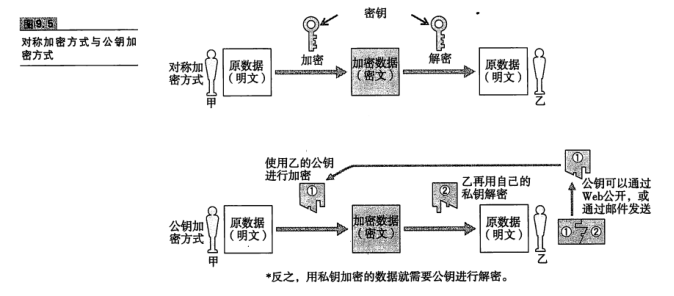 图9.5
对称加密方式与公钥加
密方式
密钥
加密
解密
对称加
密方式
甲
原数据
（明文）
加密数据
（密文）
原数据
（明文）
乙
使用乙的公钥
进行加密
①
②
乙再用自己的
私钥解密
①
公钥可以通过
Web公开，或
通过邮件发送
公钥加
密方式
甲
原数据
（明文）
加密数据
（密文）
原数据
（明文）
乙
① ②
*反之，用私钥加密的数据就需要公钥进行解密。